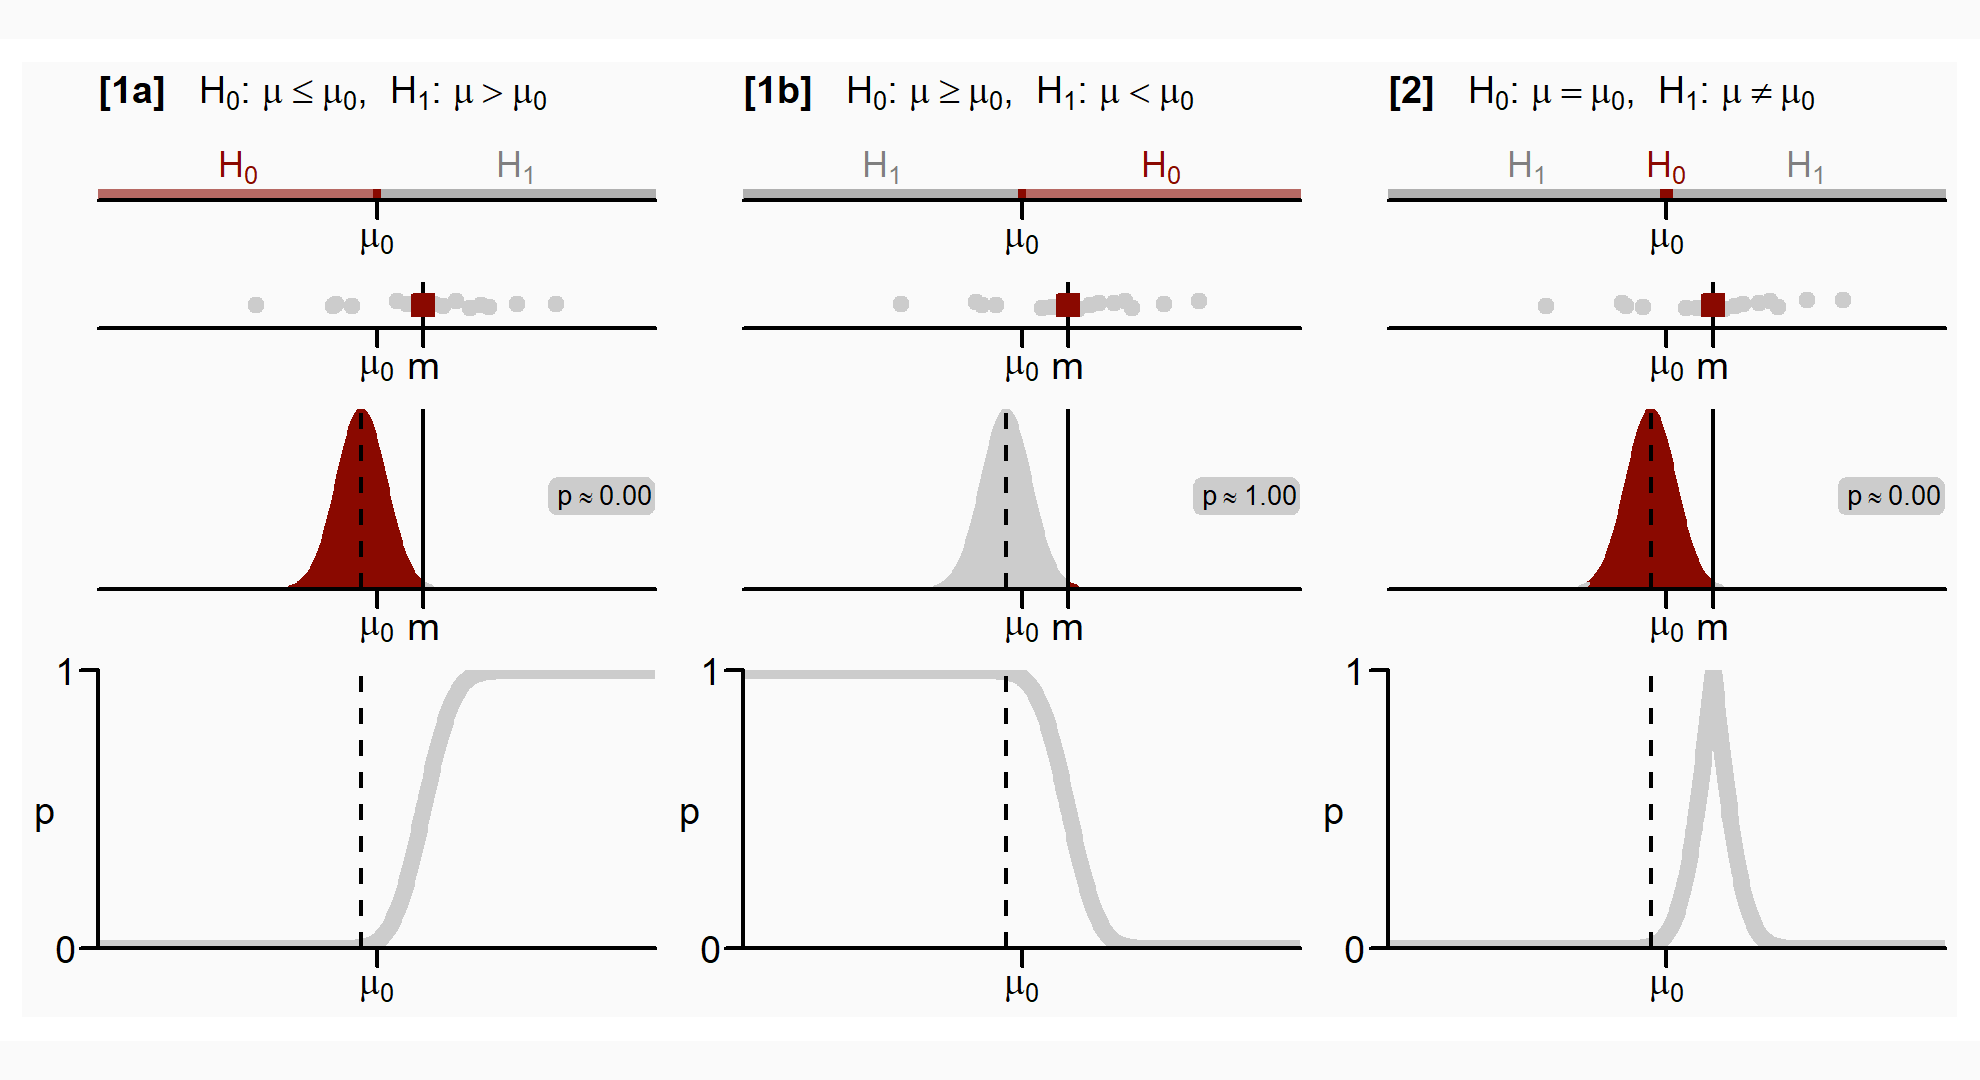 [1a] H₀: μ ≤ μ₀, H₁: μ > μ₀
H₀ H₁
μ₀
μ₀ m
p ≈ 0.00
μ₀ m
1
p
0
μ₀
[1b] H₀: μ ≥ μ₀, H₁: μ < μ₀
H₁ H₀
μ₀
μ₀ m
p ≈ 1.00
μ₀ m
1
p
0
μ₀
[2] H₀: μ = μ₀, H₁: μ ≠ μ₀
H₁ H₀ H₁
μ₀
μ₀ m
p ≈ 0.00
μ₀ m
1
p
0
μ₀